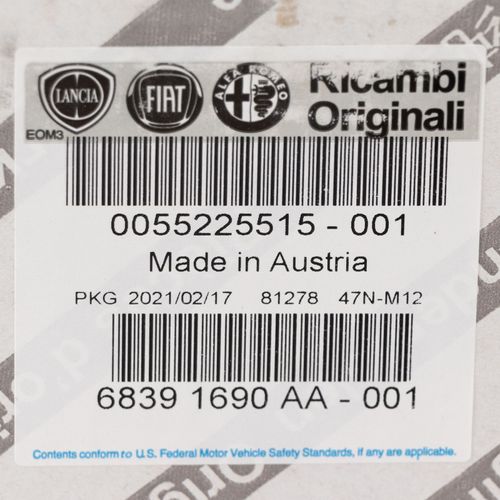 LANCIA FIAT ALFA ROMEO Ricambi
Originali
EOM3
0055225515 - 001
Made in Austria
PKG 2021/02/17 81278 47N-M12
6839 1690 AA - 001
Contents conform to U.S. Federal Motor Vehicle Safety Standards, if any are applicable.